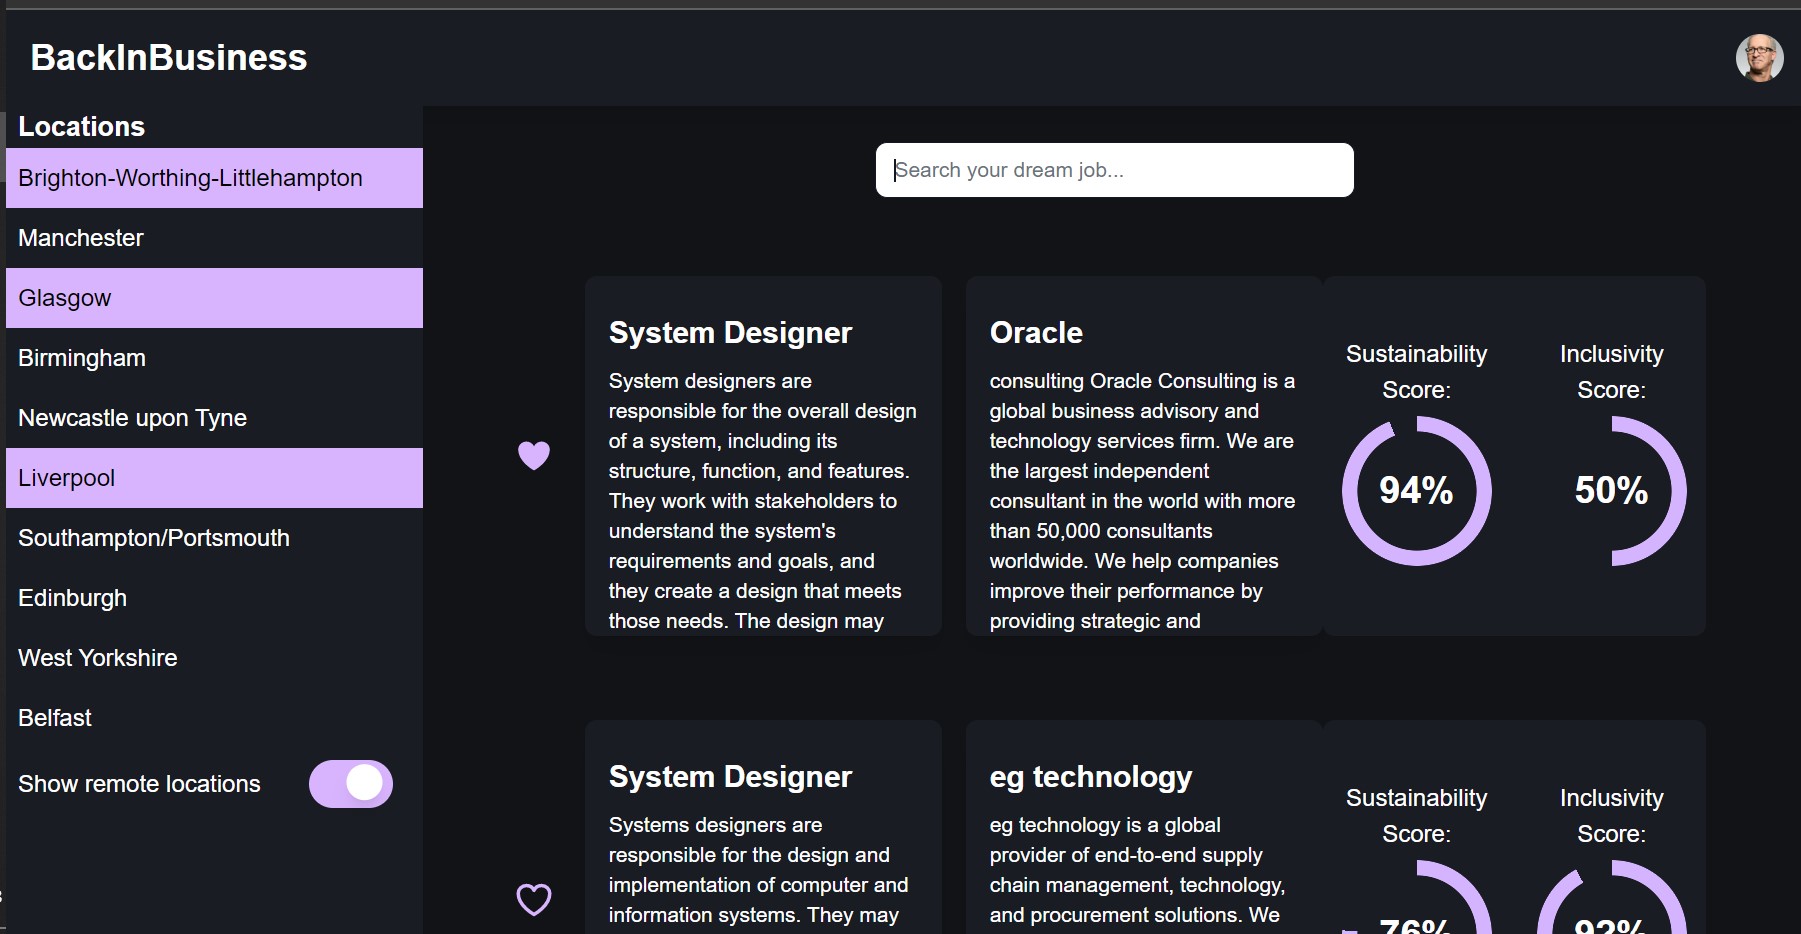 BackInBusiness
Locations
Brighton-Worthing-Littlehampton
Manchester
Glasgow
Birmingham
Newcastle upon Tyne
Liverpool
Southampton/Portsmouth
Edinburgh
West Yorkshire
Belfast
Show remote locations
Search your dream job...
System Designer
System designers are
responsible for the overall design
of a system, including its
structure, function, and features.
They work with stakeholders to
understand the system's
requirements and goals, and
they create a design that meets
those needs. The design may
Oracle
consulting Oracle Consulting is a
global business advisory and
technology services firm. We are
the largest independent
consultant in the world with more
than 50,000 consultants
worldwide. We help companies
improve their performance by
providing strategic and
Sustainability
Score:
94%
Inclusivity
Score:
50%
System Designer
Systems designers are
responsible for the design and
implementation of computer and
information systems. They may
eg technology
eg technology is a global
provider of end-to-end supply
chain management, technology,
and procurement solutions. We
Sustainability
Score:
76%
Inclusivity
Score:
92%